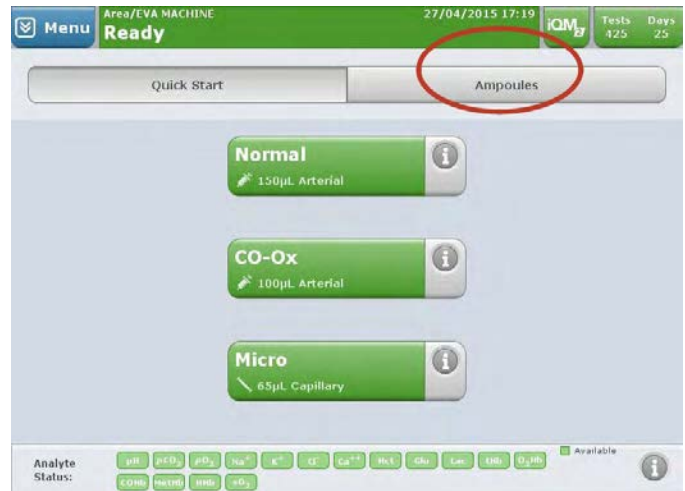 Menu
Area/EVA MACHINE
Ready
27/04/2015 17:19
iQM2
Tests
425
Days
25
Quick Start
Ampoules
Normal
150µL Arterial
CO-Ox
100µL Arterial
Micro
65µL Capillary
Analyte
Status:
pH pCO₂ pO₂ Na⁺ K⁺ Cl⁻ Ca⁺⁺ Hct Glu Lac tHb O₂Hb
COHb MetHb HHb sO₂
Available